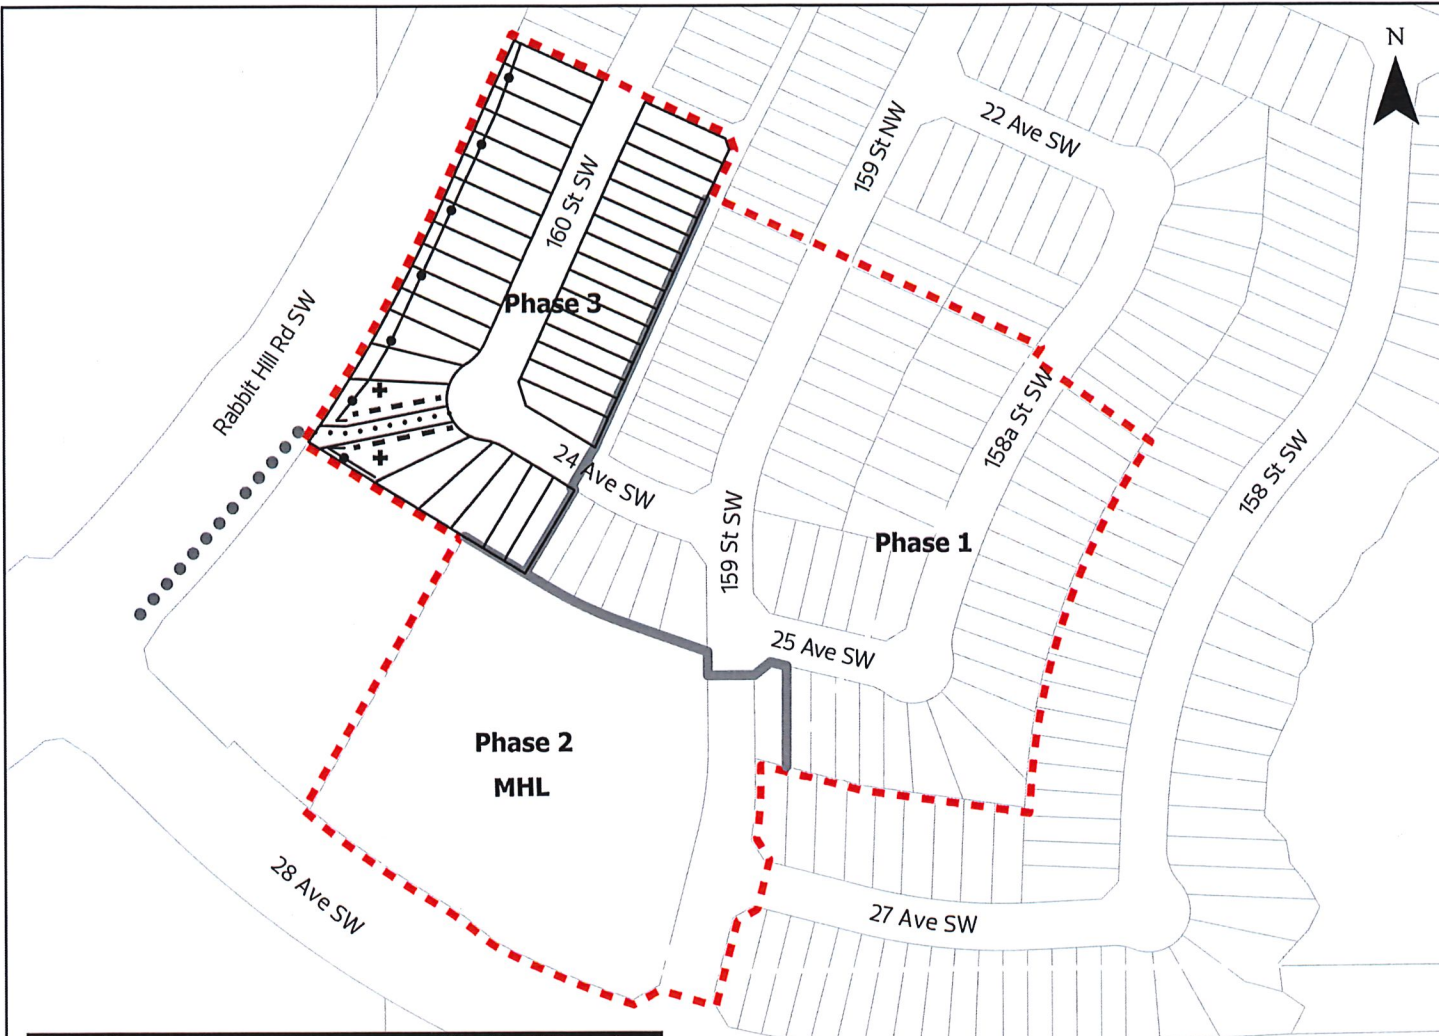 N
22 Ave SW
159 St NW
160 St SW
Phase 3
Rabbit Hill Rd SW
158a St SW
158 St SW
24 Ave SW
159 St SW
Phase 1
25 Ave SW
Phase 2
MHL
28 Ave SW
27 Ave SW